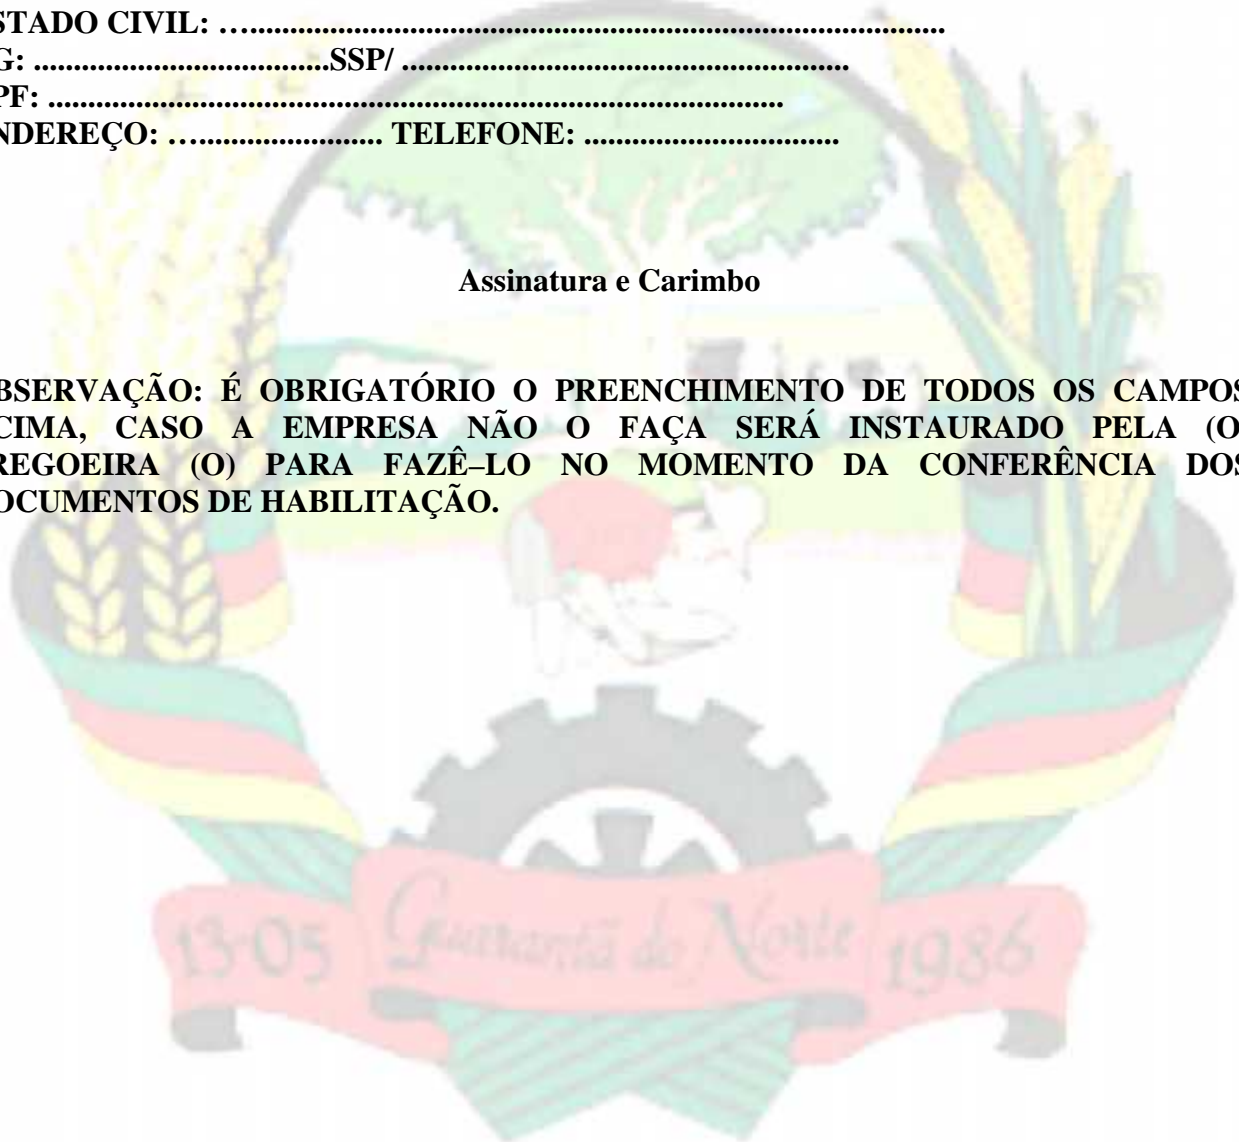 STADO CIVIL: …........................................................................................
G: .....................................SSP/ ........................................................
PF: ............................................................................................
NDEREÇO: ….......................  TELEFONE: ................................
Assinatura e Carimbo
BSERVAÇÃO: É OBRIGATÓRIO O PREENCHIMENTO DE TODOS OS CAMPOS
CIMA, CASO A EMPRESA NÃO O FAÇA SERÁ INSTAURADO PELA (O
REGOEIRA (O) PARA FAZÊ–LO NO MOMENTO DA CONFERÊNCIA DOS
OCUMENTOS DE HABILITAÇÃO.
13-05 Guarantã do Norte 1986